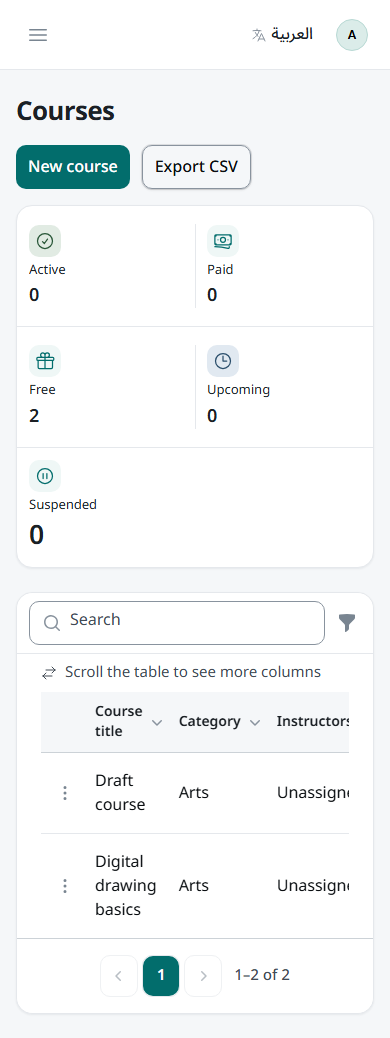 العربية
A
Courses
New course
Export CSV
Active
0
Paid
0
Free
2
Upcoming
0
Suspended
0
Search
Scroll the table to see more columns
Course title
Category
Instructors
Draft course
Arts
Unassigne
Digital drawing basics
Arts
Unassigne
1
1–2 of 2